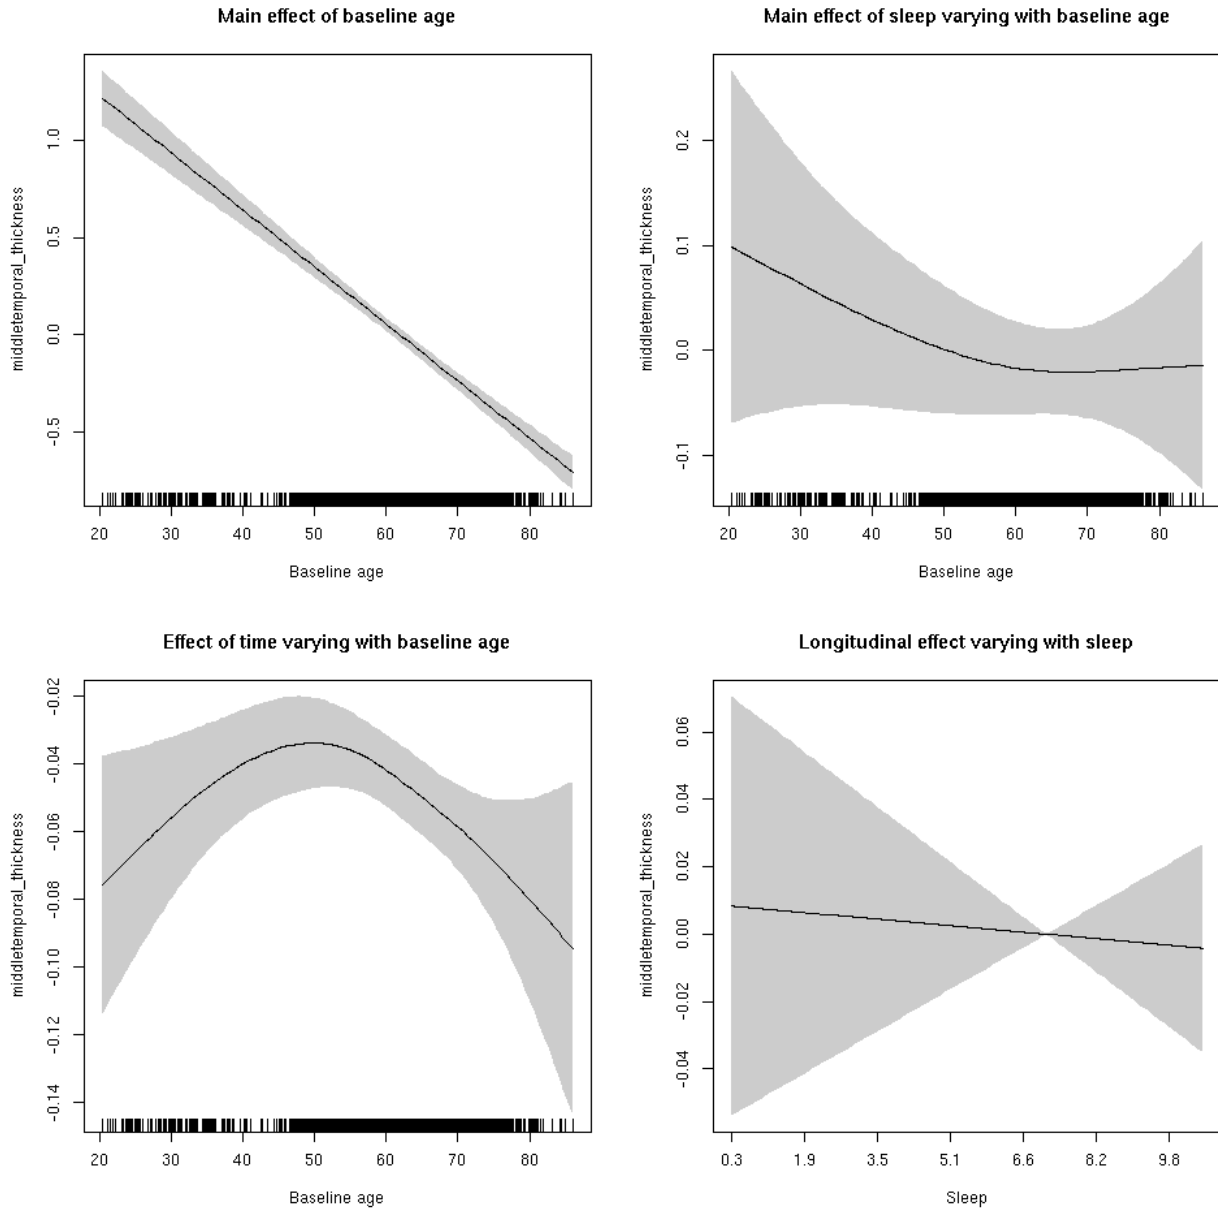 Main effect of baseline age
middletemporal_thickness
1.0
0.5
0.0
-0.5
20 30 40 50 60 70 80
Baseline age
Main effect of sleep varying with baseline age
middletemporal_thickness
0.2
0.1
0.0
-0.1
20 30 40 50 60 70 80
Baseline age
Effect of time varying with baseline age
middletemporal_thickness
-0.02
-0.04
-0.06
-0.08
-0.10
-0.12
-0.14
20 30 40 50 60 70 80
Baseline age
Longitudinal effect varying with sleep
middletemporal_thickness
0.06
0.04
0.02
0.00
-0.02
-0.04
0.3 1.9 3.5 5.1 6.6 8.2 9.8
Sleep